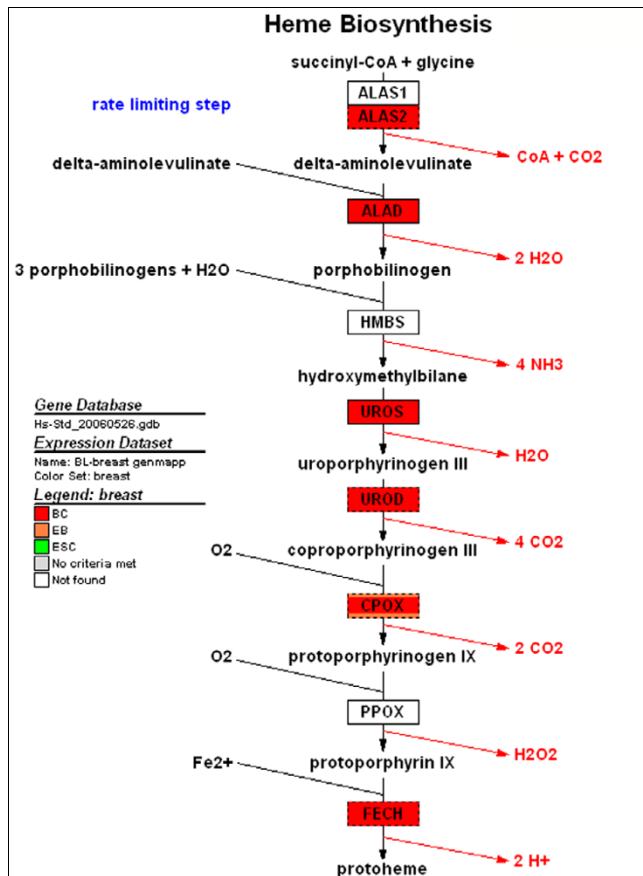 Heme Biosynthesis
succinyl-CoA + glycine
ALAS1
rate limiting step
ALAS2
CoA + CO2
delta-aminolevulinate
delta-aminolevulinate
ALAD
2 H2O
3 porphobilinogens + H2O
porphobilinogen
HMBS
4 NH3
hydroxymethylbilane
Gene Database
Hs-Std_20060526.gdb
Expression Dataset
Name: BL-breast genmapp
Color Set: breast
Legend: breast
BC
EB
ESC
No criteria met
Not found
UROS
H2O
uroporphyrinogen III
UROD
4 CO2
O2
coproporphyrinogen III
CPOX
2 CO2
O2
protoporphyrinogen IX
PPOX
H2O2
Fe2+
protoporphyrin IX
FECH
2 H+
protoheme